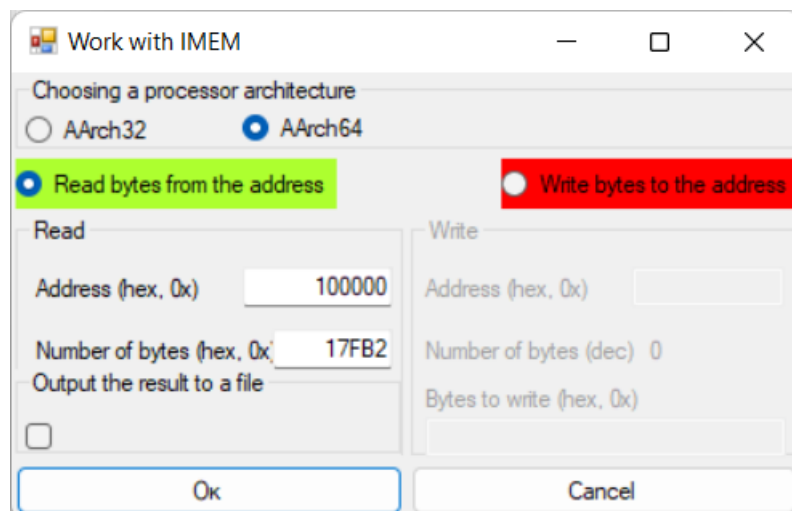 Work with IMEM
Choosing a processor architecture
AArch32 AArch64
Read bytes from the address Write bytes to the address
Read
Address (hex, 0x) 100000
Number of bytes (hex, 0x 17FB2
Output the result to a file
Write
Address (hex, 0x)
Number of bytes (dec) 0
Bytes to write (hex, 0x)
Ок Cancel